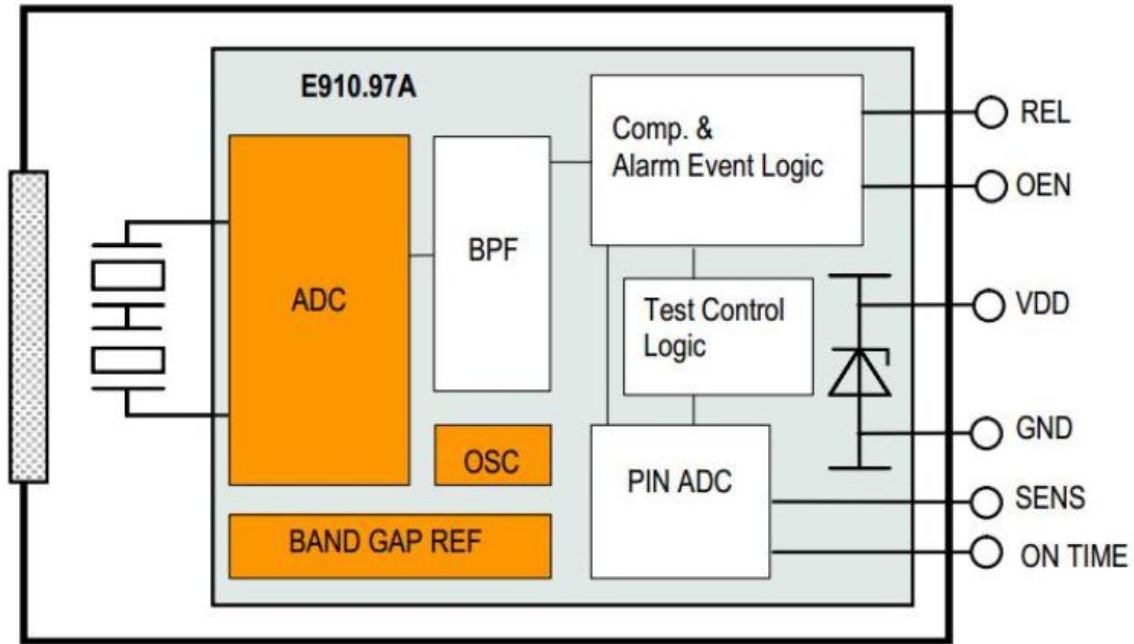 E910.97A
Comp. &
Alarm Event Logic
REL
OEN
ADC
BPF
Test Control
Logic
VDD
OSC
PIN ADC
GND
BAND GAP REF
SENS
ON TIME